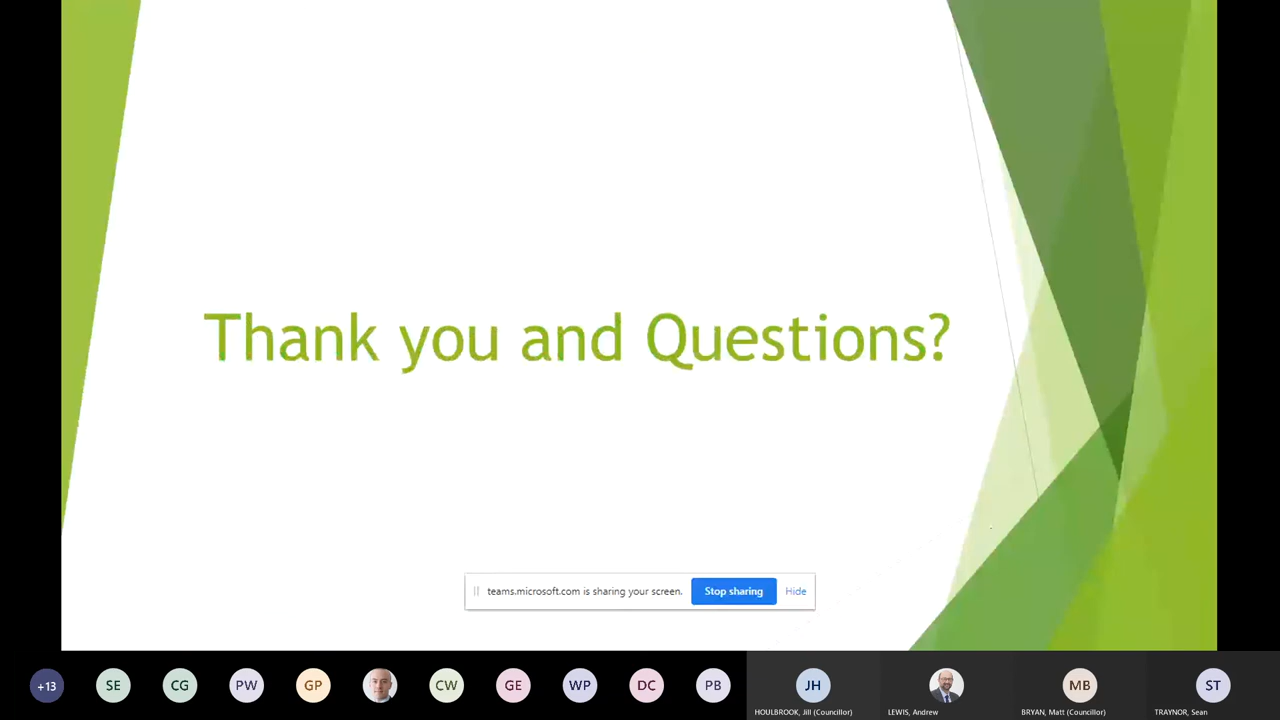 Thank you and Questions?
teams.microsoft.com is sharing your screen. Stop sharing Hide
+13 SE CG PW GP CW GE WP DC PB JH MB ST
HOULBROOK, Jill (Councillor) LEWIS, Andrew BRYAN, Matt (Councillor) TRAYNOR, Sean